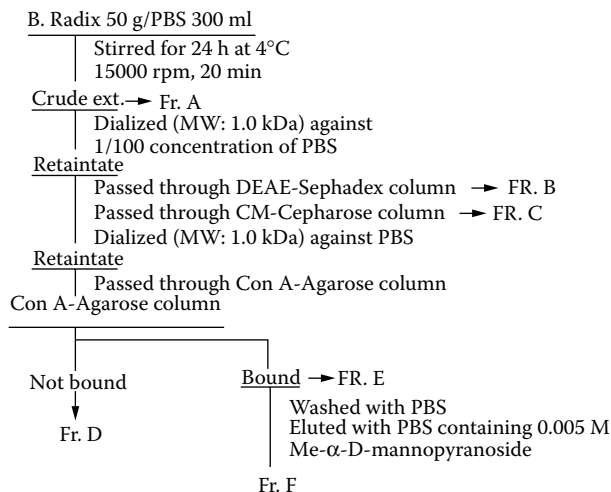 B. Radix 50 g/PBS 300 ml
Stirred for 24 h at 4°C
15000 rpm, 20 min
Crude ext. Fr. A
Dialized (MW: 1.0 kDa) against
1/100 concentration of PBS
Retaintate
Passed through DEAE-Sephadex column FR. B
Passed through CM-Cepharose column FR. C
Dialized (MW: 1.0 kDa) against PBS
Retaintate
Passed through Con A-Agarose column
Con A-Agarose column
Not bound
Bound FR. E
Washed with PBS
Eluted with PBS containing 0.005 M
Me-α-D-mannopyranoside
Fr. D
Fr. F